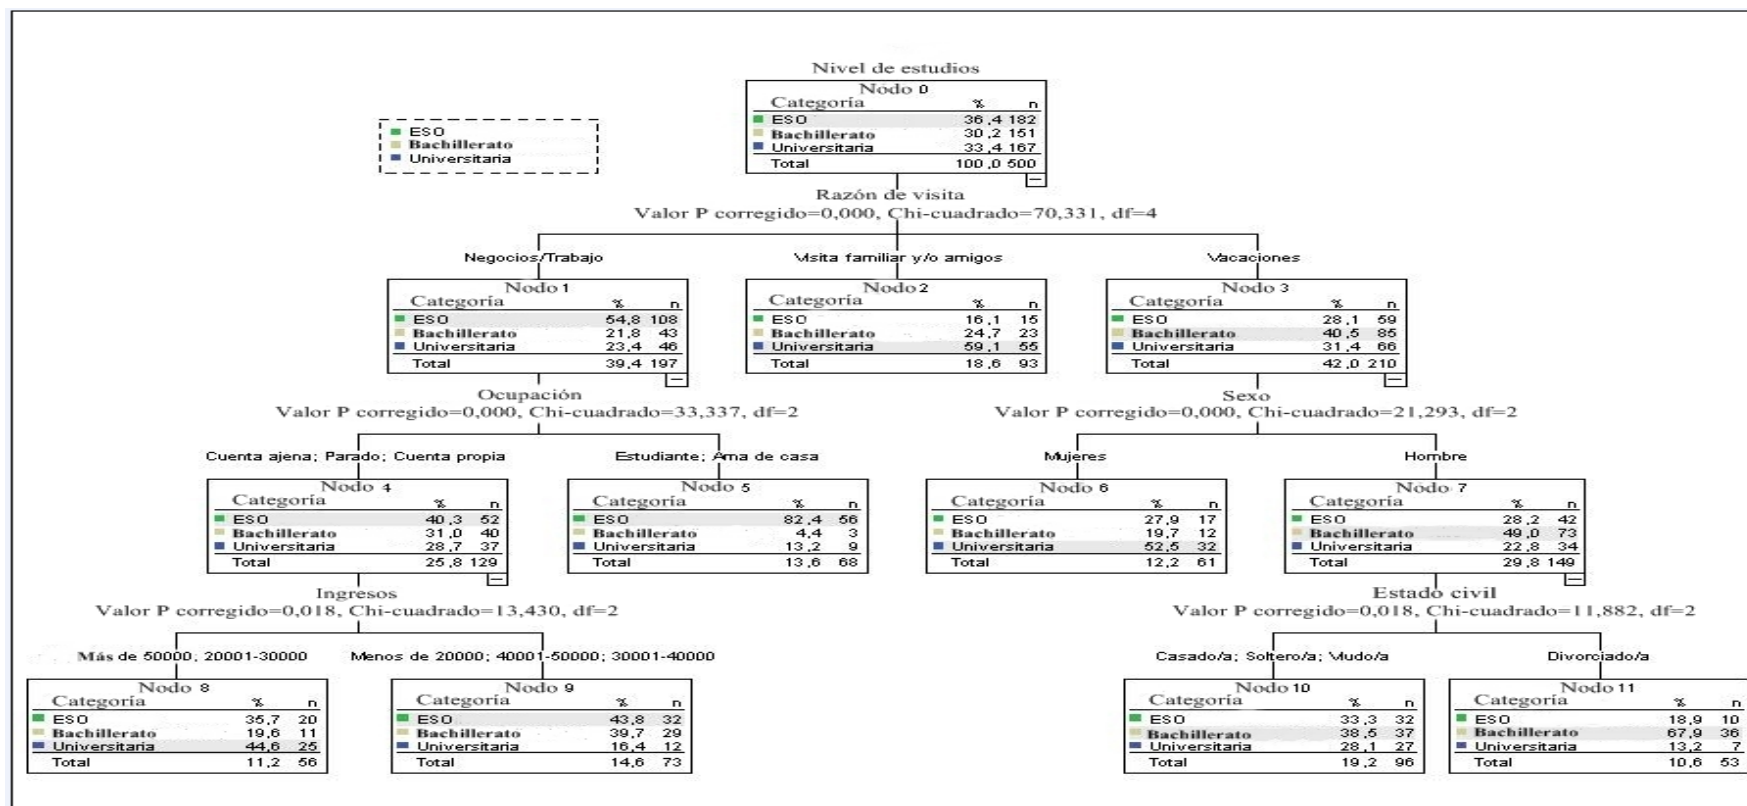 Nivel de estudios
Nodo 0
Categoría % n
ESO 36,4 182
Bachillerato 30,2 151
Universitaria 33,4 167
Total 100,0 500
ESO
Bachillerato
Universitaria
Razón de visita
Valor P corregido=0,000, Chi-cuadrado=70,331, df=4
Negocios/Trabajo
Nodo 1
Categoría % n
ESO 54,8 108
Bachillerato 21,8 43
Universitaria 23,4 46
Total 39,4 197
Visita familiar y/o amigos
Nodo 2
Categoría % n
ESO 16,1 15
Bachillerato 24,7 23
Universitaria 59,1 55
Total 18,6 93
Vacaciones
Nodo 3
Categoría % n
ESO 28,1 59
Bachillerato 40,5 85
Universitaria 31,4 66
Total 42,0 210
Ocupación
Valor P corregido=0,000, Chi-cuadrado=33,337, df=2
Sexo
Valor P corregido=0,000, Chi-cuadrado=21,293, df=2
Cuenta ajena; Parado; Cuenta propia
Nodo 4
Categoría % n
ESO 40,3 52
Bachillerato 31,0 40
Universitaria 28,7 37
Total 25,8 129
Estudiante; Ama de casa
Nodo 5
Categoría % n
ESO 82,4 56
Bachillerato 4,4 3
Universitaria 13,2 9
Total 13,6 68
Mujeres
Nodo 6
Categoría % n
ESO 27,9 17
Bachillerato 19,7 12
Universitaria 52,5 32
Total 12,2 61
Hombre
Nodo 7
Categoría % n
ESO 28,2 42
Bachillerato 49,0 73
Universitaria 22,8 34
Total 29,8 149
Ingresos
Valor P corregido=0,018, Chi-cuadrado=13,430, df=2
Estado civil
Valor P corregido=0,018, Chi-cuadrado=11,882, df=2
Más de 50000; 20001-30000
Nodo 8
Categoría % n
ESO 35,7 20
Bachillerato 19,6 11
Universitaria 44,6 25
Total 11,2 56
Menos de 20000; 40001-50000; 30001-40000
Nodo 9
Categoría % n
ESO 43,8 32
Bachillerato 39,7 29
Universitaria 16,4 12
Total 14,6 73
Casado/a; Soltero/a; Viudo/a
Nodo 10
Categoría % n
ESO 33,3 32
Bachillerato 38,5 37
Universitaria 28,1 27
Total 19,2 96
Divorciado/a
Nodo 11
Categoría % n
ESO 18,9 10
Bachillerato 67,9 36
Universitaria 13,2 7
Total 10,6 53